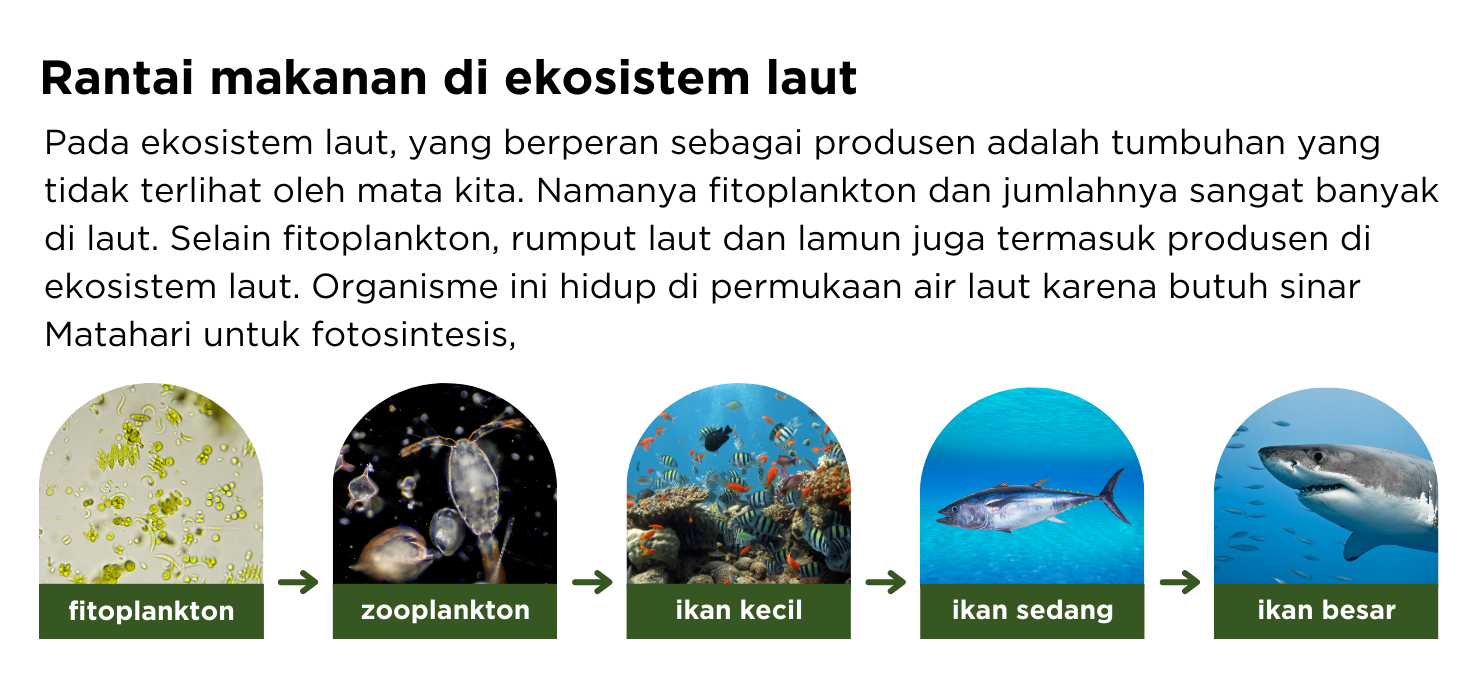 Rantai makanan di ekosistem laut
Pada ekosistem laut, yang berperan sebagai produsen adalah tumbuhan yang
tidak terlihat oleh mata kita. Namanya fitoplankton dan jumlahnya sangat banyak
di laut. Selain fitoplankton, rumput laut dan lamun juga termasuk produsen di
ekosistem laut. Organisme ini hidup di permukaan air laut karena butuh sinar
Matahari untuk fotosintesis,
fitoplankton
zooplankton
ikan kecil
ikan sedang
ikan besar